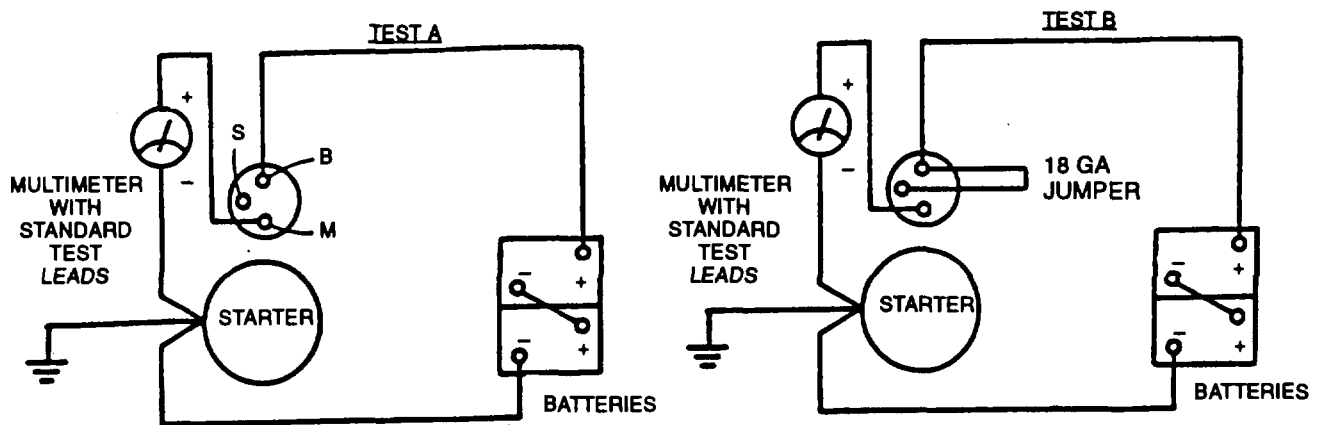 TEST A
+
S
B
−
M
MULTIMETER
WITH
STANDARD
TEST
LEADS
STARTER
−
+
−
+
BATTERIES
TEST B
+
−
18 GA
JUMPER
MULTIMETER
WITH
STANDARD
TEST
LEADS
STARTER
−
+
−
+
BATTERIES